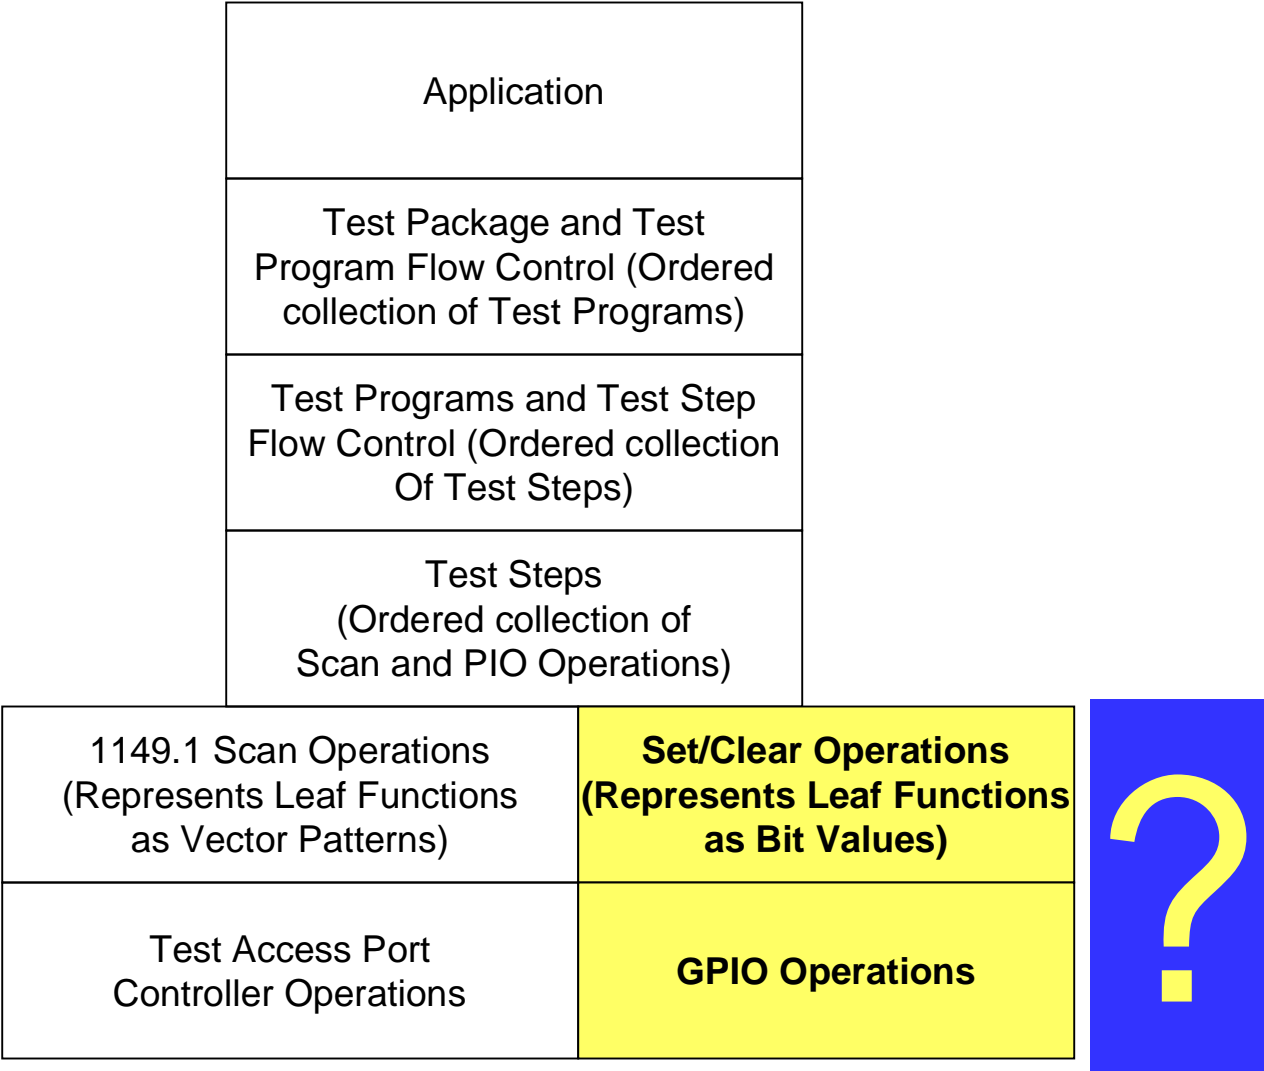 Application
Test Package and Test
Program Flow Control (Ordered
collection of Test Programs)
Test Programs and Test Step
Flow Control (Ordered collection
Of Test Steps)
Test Steps
(Ordered collection of
Scan and PIO Operations)
1149.1 Scan Operations
(Represents Leaf Functions
as Vector Patterns)
Set/Clear Operations
(Represents Leaf Functions
as Bit Values)
Test Access Port
Controller Operations
GPIO Operations
?